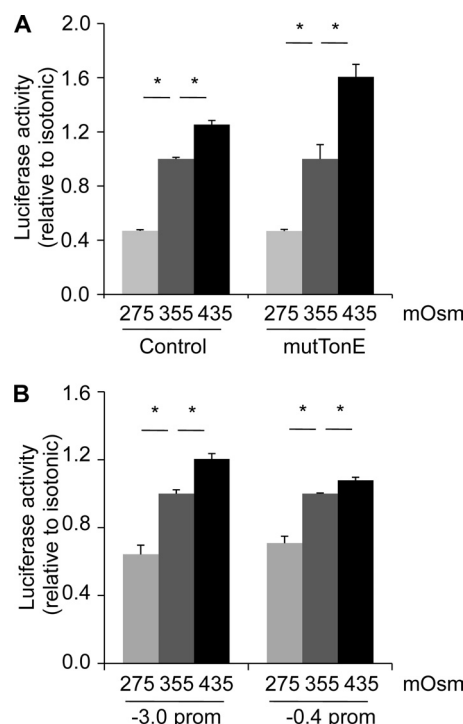 A
Luciferase activity
(relative to isotonic)
2.0
1.6
1.2
0.8
0.4
0.0
* * * *
275 355 435 275 355 435 mOsm
Control mutTonE
B
Luciferase activity
(relative to isotonic)
1.6
1.2
0.8
0.4
0.0
* * * *
275 355 435 275 355 435 mOsm
-3.0 prom -0.4 prom